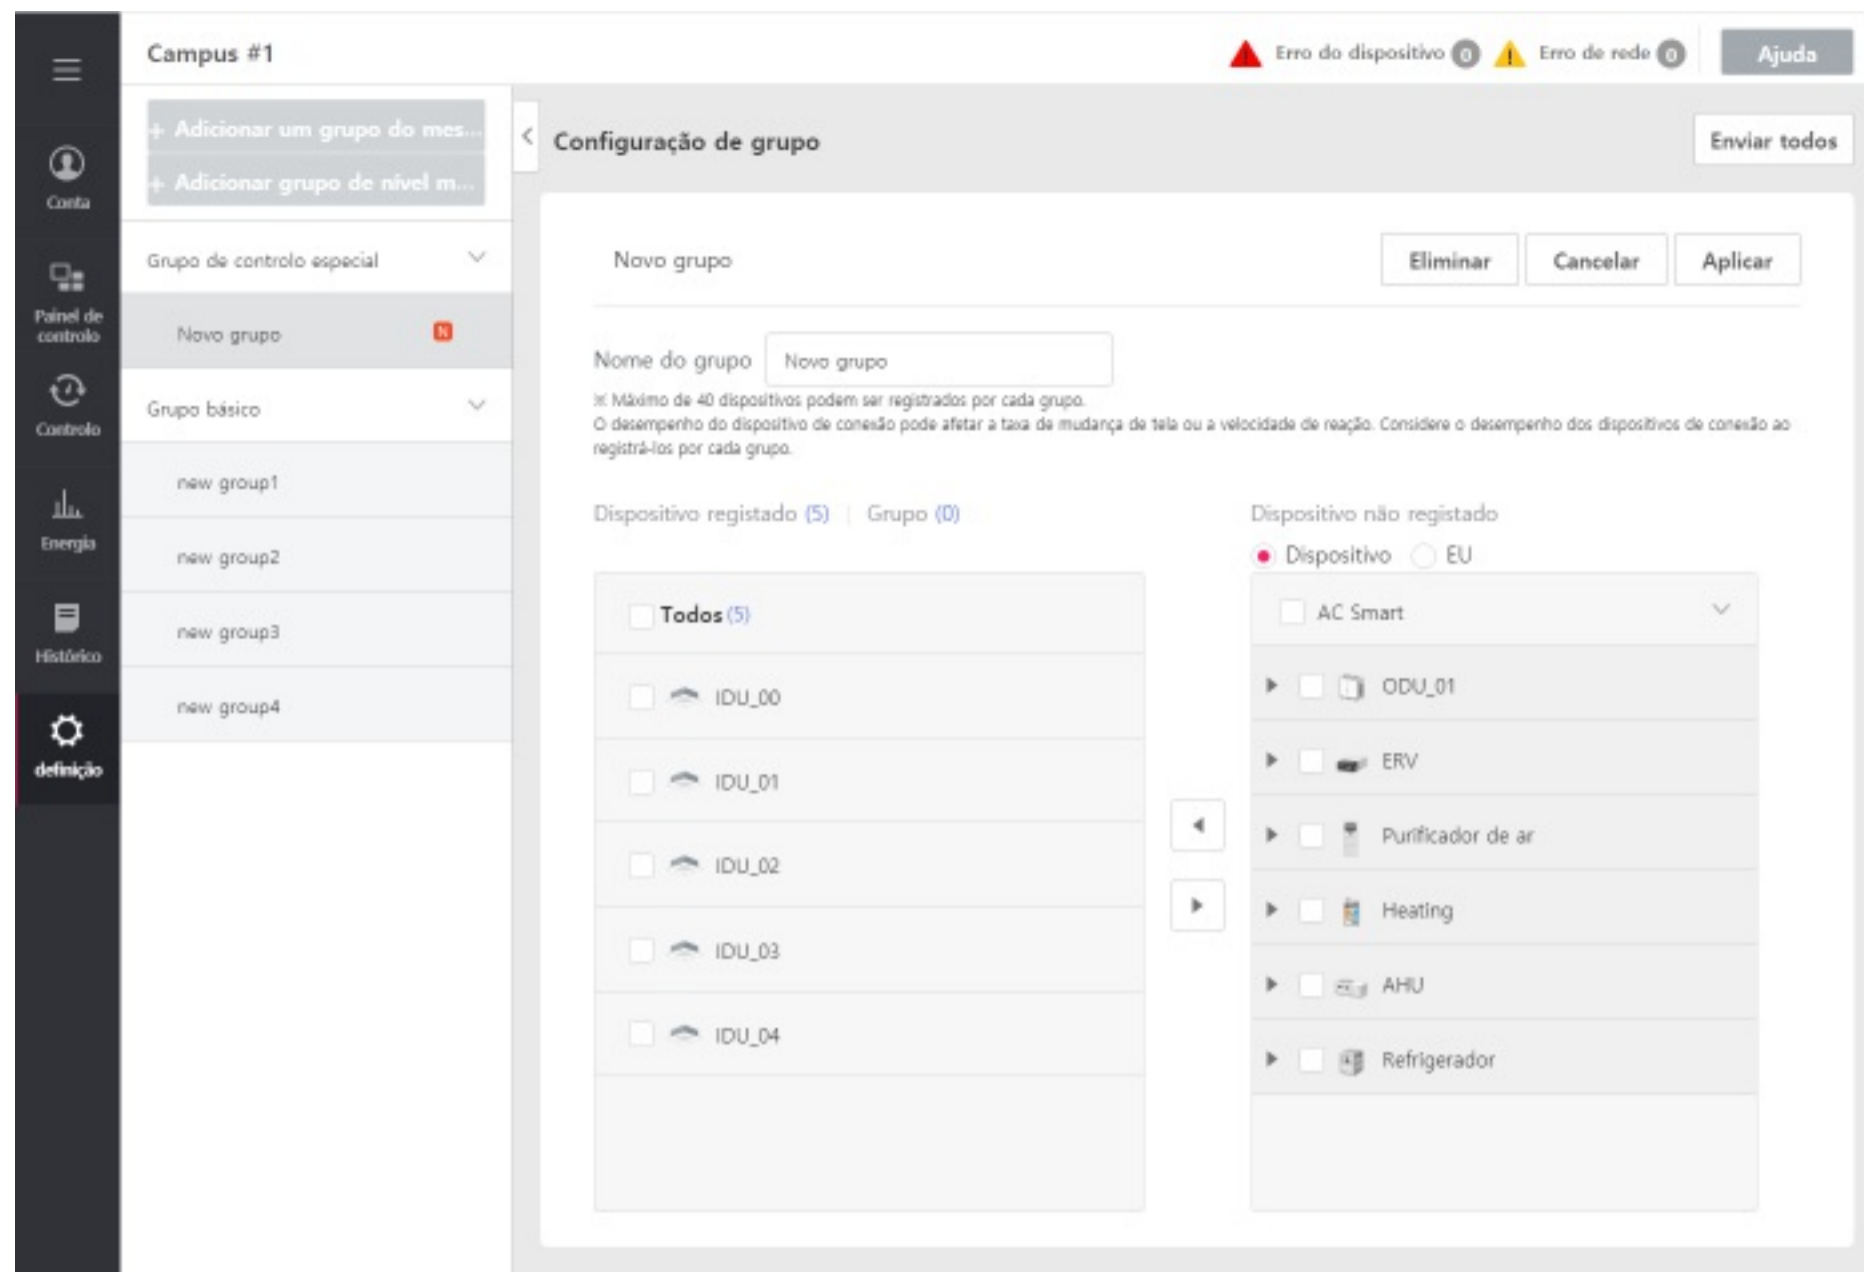 Campus #1
Erro do dispositivo 0
Erro de rede 0
Ajuda
Conta
Painel de
controlo
Controlo
Energia
Histórico
definição
+ Adicionar um grupo do mes...
+ Adicionar grupo de nível m...
Grupo de controlo especial
Novo grupo N
Grupo básico
new group1
new group2
new group3
new group4
< Configuração de grupo
Enviar todos
Novo grupo
Eliminar
Cancelar
Aplicar
Nome do grupo Novo grupo
※ Máximo de 40 dispositivos podem ser registrados por cada grupo.
O desempenho do dispositivo de conexão pode afetar a taxa de mudança de tela ou a velocidade de reação. Considere o desempenho dos dispositivos de conexão ao
registrá-los por cada grupo.
Dispositivo registado (5) | Grupo (0)
Todos (5)
IDU_00
IDU_01
IDU_02
IDU_03
IDU_04
Dispositivo não registado
Dispositivo EU
AC Smart
ODU_01
ERV
Purificador de ar
Heating
AHU
Refrigerador